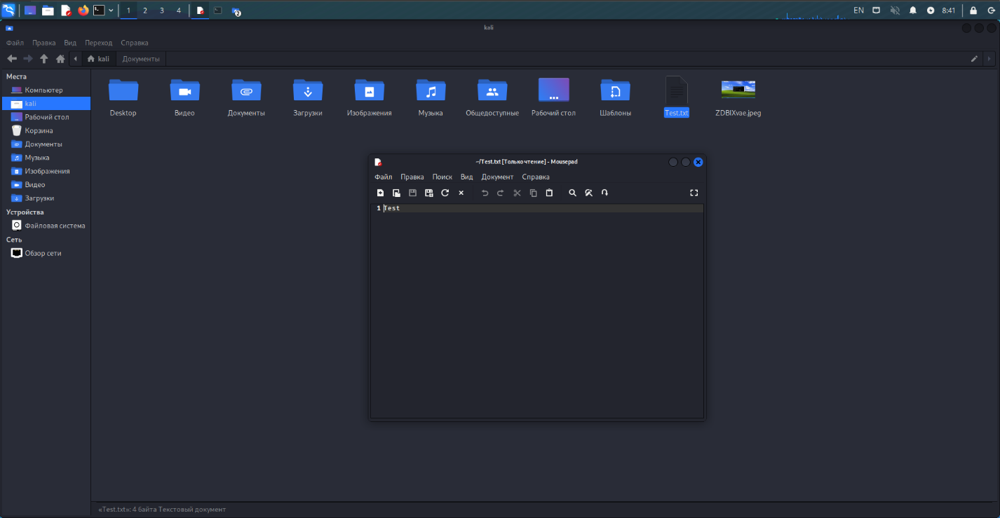 1 2 3 4 2 EN 8:41
kali
Файл Правка Вид Переход Справка
kali Документы
Места
Компьютер
kali
Рабочий стол
Корзина
Документы
Музыка
Изображения
Видео
Загрузки
Устройства
Файловая система
Сеть
Обзор сети
Desktop Видео Документы Загрузки Изображения Музыка Общедоступные Рабочий стол Шаблоны Test.txt ZDBIXvae.jpeg
~/Test.txt [Только чтение] - Mousepad
Файл Правка Поиск Вид Документ Справка
1 Test
«Test.txt»: 4 байта Текстовый документ